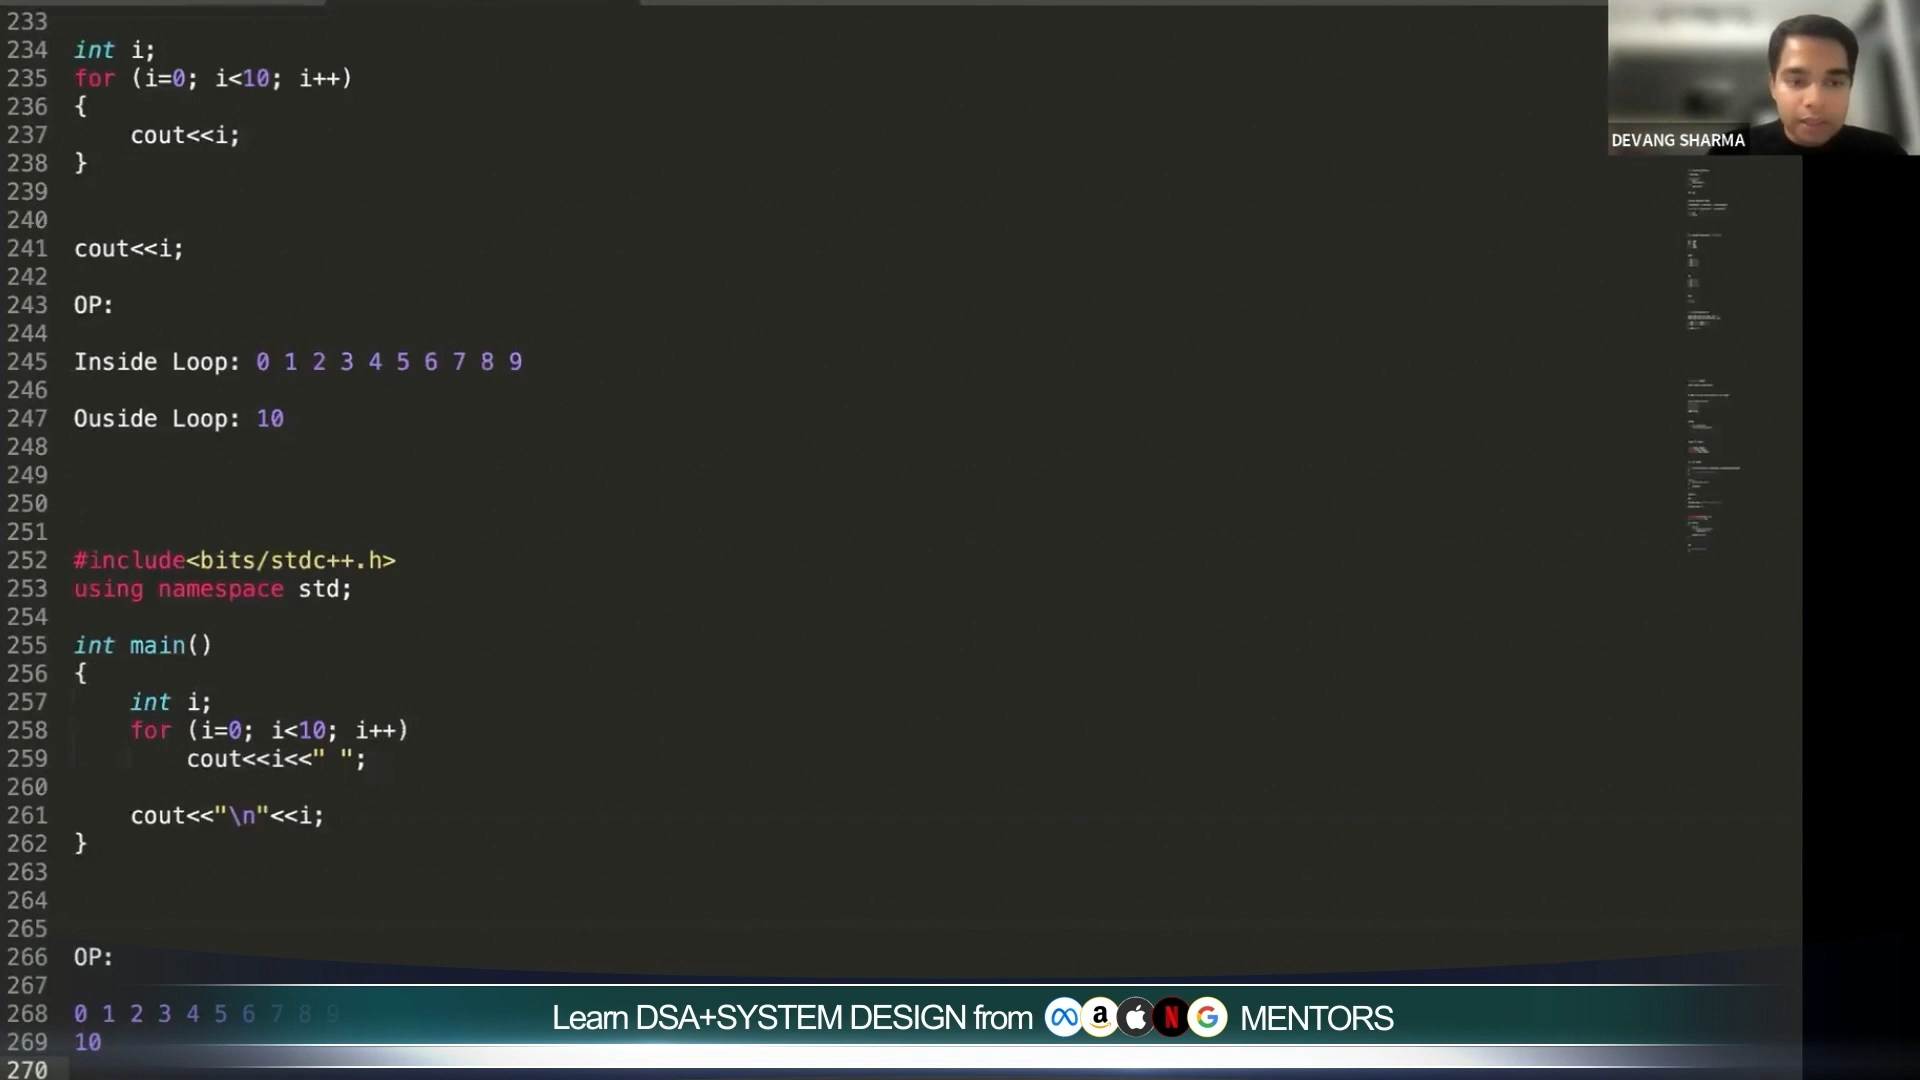 233
234 int i;
235 for (i=0; i<10; i++)
236 {
237 cout<<i;
238 }
239
240
241 cout<<i;
242
243 OP:
244
245 Inside Loop: 0 1 2 3 4 5 6 7 8 9
246
247 Ouside Loop: 10
248
249
250
251
252 #include<bits/stdc++.h>
253 using namespace std;
254
255 int main()
256 {
257 int i;
258 for (i=0; i<10; i++)
259 cout<<i<<" ";
260
261 cout<<"\n"<<i;
262 }
263
264
265
266 OP:
267
268 0 1 2 3 4 5 6 7 8 9
269 10
270
DEVANG SHARMA
Learn DSA+SYSTEM DESIGN from a N G MENTORS